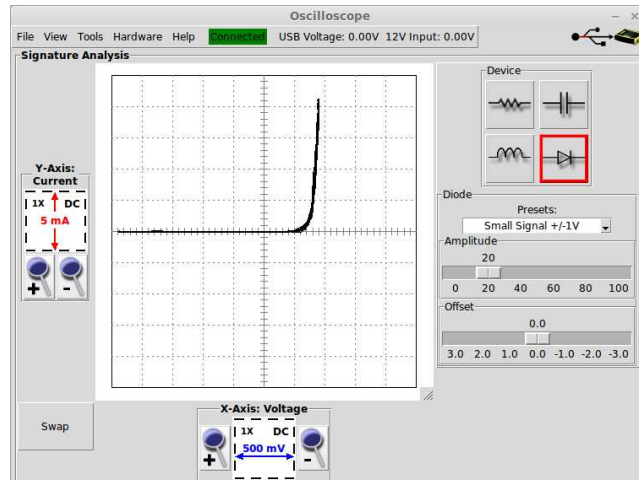 Oscilloscope
File View Tools Hardware Help Connected USB Voltage: 0.00V 12V Input: 0.00V
Signature Analysis
Y-Axis:
Current
1X DC
5 mA
+ -
Swap
X-Axis: Voltage
1X DC
500 mV
+ -
Device
Diode
Presets:
Small Signal +/-1V
Amplitude
20
0 20 40 60 80 100
Offset
0.0
3.0 2.0 1.0 0.0 -1.0 -2.0 -3.0